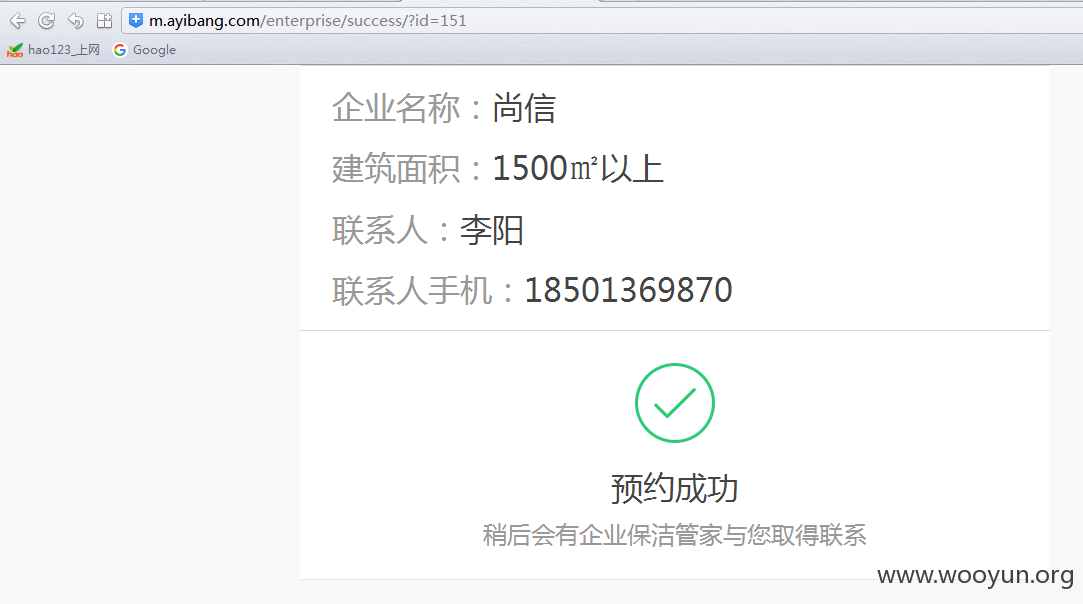 m.ayibang.com/enterprise/success/?id=151
hao123_上网 Google
企业名称：尚信
建筑面积：1500㎡以上
联系人：李阳
联系人手机：18501369870
预约成功
稍后会有企业保洁管家与您取得联系
www.wooyun.org